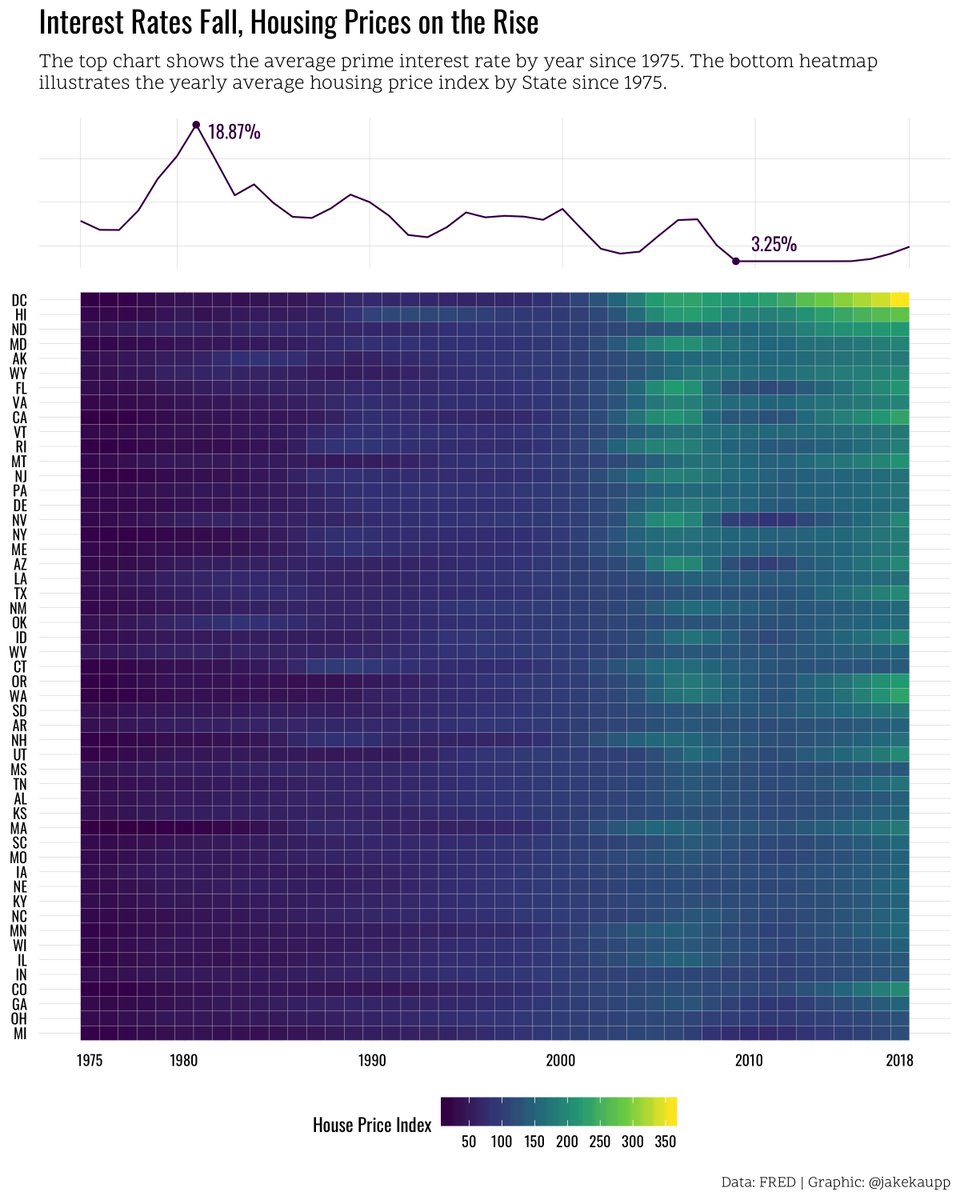 Interest Rates Fall, Housing Prices on the Rise
The top chart shows the average prime interest rate by year since 1975. The bottom heatmap
illustrates the yearly average housing price index by State since 1975.
18.87%
3.25%
DC
HI
ND
MD
AK
WY
FL
VA
CA
VT
RI
MT
NJ
PA
DE
NV
NY
ME
AZ
LA
TX
NM
OK
ID
WV
CT
OR
WA
SD
AR
NH
UT
MS
TN
AL
KS
MA
SC
MO
IA
NE
KY
NC
MN
WI
IL
IN
CO
GA
OH
MI
1975 1980 1990 2000 2010 2018
House Price Index
50 100 150 200 250 300 350
Data: FRED | Graphic: @jakekaupp